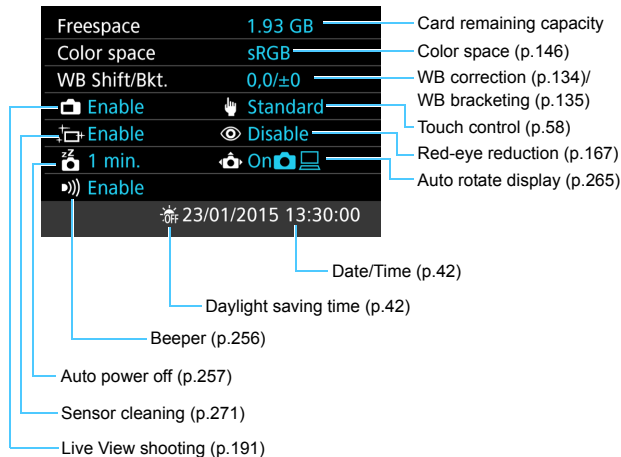 Freespace 1.93 GB
Card remaining capacity
Color space sRGB
Color space (p.146)
WB Shift/Bkt. 0,0/±0
WB correction (p.134)/
WB bracketing (p.135)
Enable Standard
Touch control (p.58)
Enable Disable
Red-eye reduction (p.167)
zZ 1 min. On
Auto rotate display (p.265)
Enable
OFF 23/01/2015 13:30:00
Date/Time (p.42)
Daylight saving time (p.42)
Beeper (p.256)
Auto power off (p.257)
Sensor cleaning (p.271)
Live View shooting (p.191)